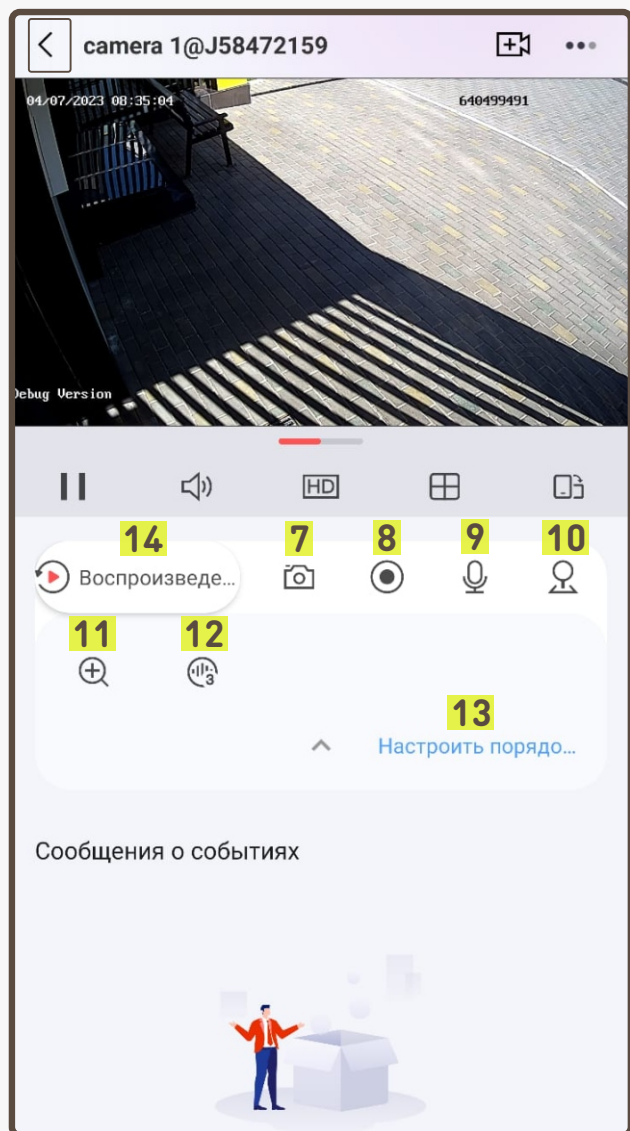 camera 1@J58472159
04/07/2023 08:35:04 640499491
Debug Version
HD
14 7 8 9 10
Воспроизведе...
11 12
3
13
Настроить порядо...
Сообщения о событиях